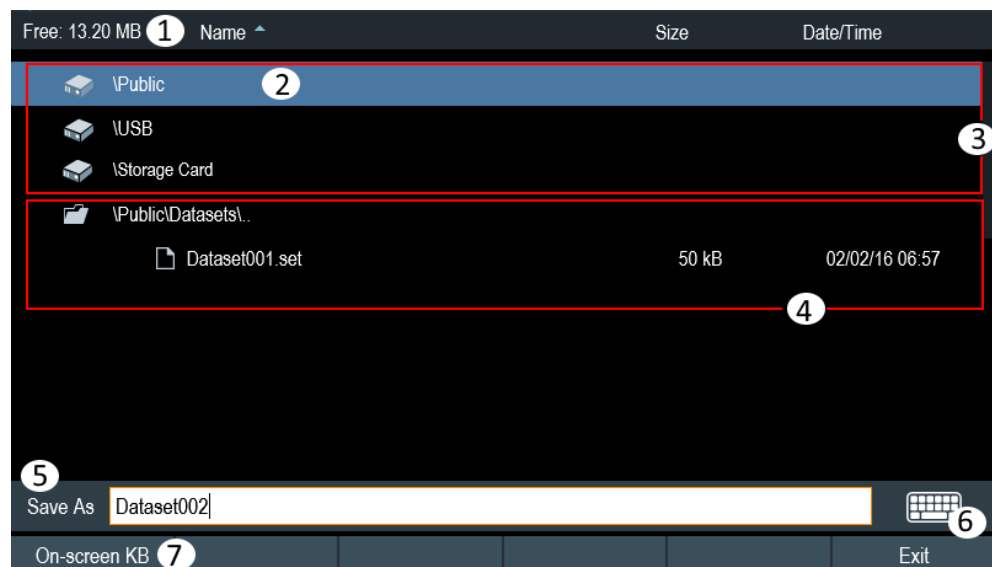 Free: 13.20 MB 1 Name Size Date/Time
\Public 2
\USB
3
\Storage Card
\Public\Datasets\..
Dataset001.set 50 kB 02/02/16 06:57
4
5
Save As Dataset002
6
On-screen KB 7 Exit